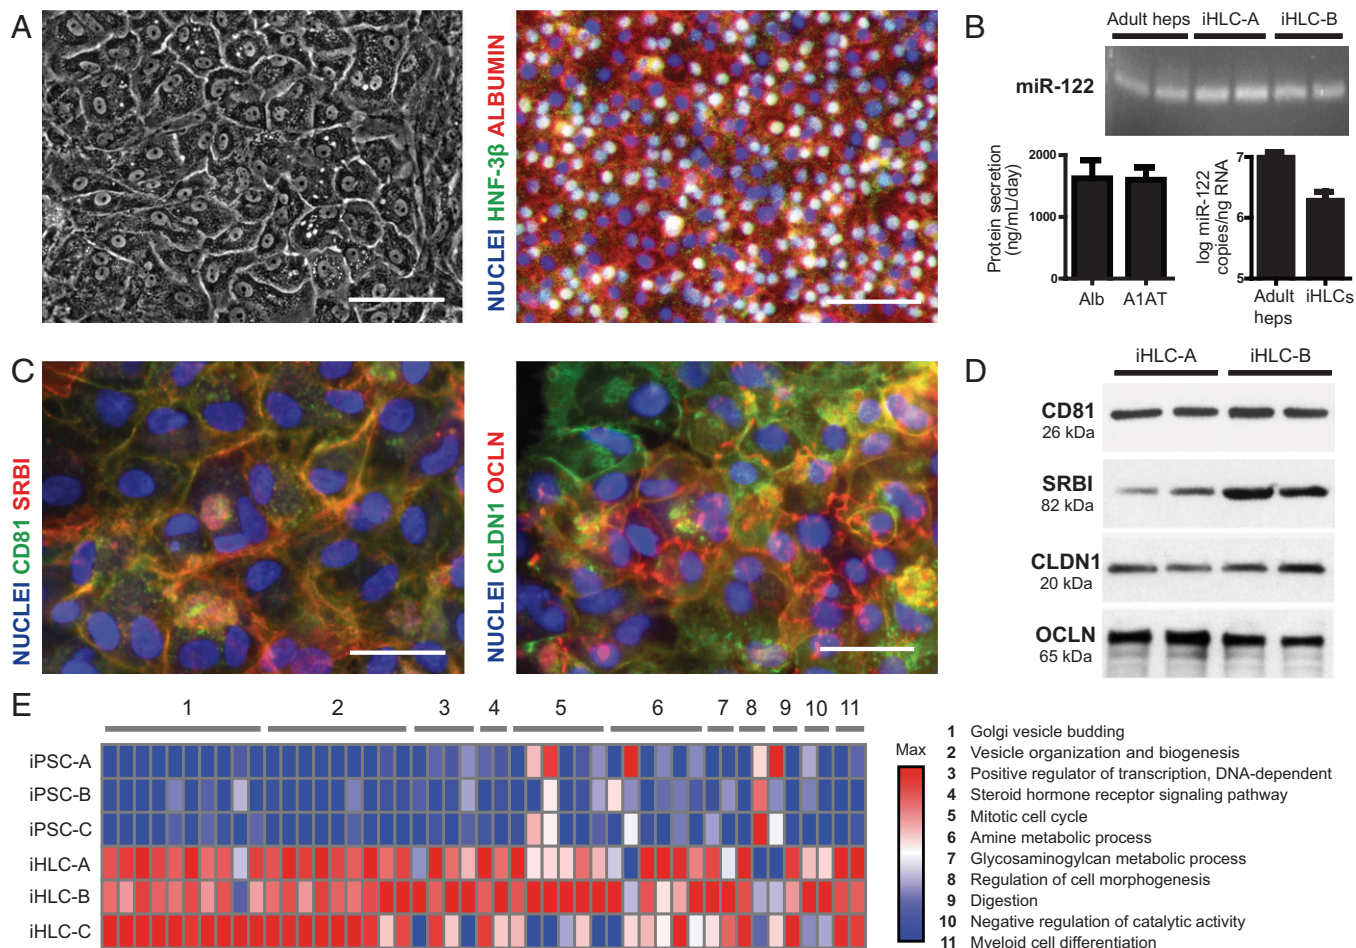 A
NUCLEI HNF-3β ALBUMIN
B
Adult heps iHLC-A iHLC-B
miR-122
Protein secretion
(ng/mL/day)
2000
1000
0
Alb A1AT
log miR-122
copies/ng RNA
7
6
5
Adult
heps
iHLCs
C
NUCLEI CD81 SRBI
NUCLEI CLDN1 OCLN
D
iHLC-A iHLC-B
CD81
26 kDa
SRBI
82 kDa
CLDN1
20 kDa
OCLN
65 kDa
E
1 2 3 4 5 6 7 8 9 10 11
iPSC-A
iPSC-B
iPSC-C
iHLC-A
iHLC-B
iHLC-C
Max
Min
1 Golgi vesicle budding
2 Vesicle organization and biogenesis
3 Positive regulator of transcription, DNA-dependent
4 Steroid hormone receptor signaling pathway
5 Mitotic cell cycle
6 Amine metabolic process
7 Glycosaminoglycan metabolic process
8 Regulation of cell morphogenesis
9 Digestion
10 Negative regulation of catalytic activity
11 Myeloid cell differentiation